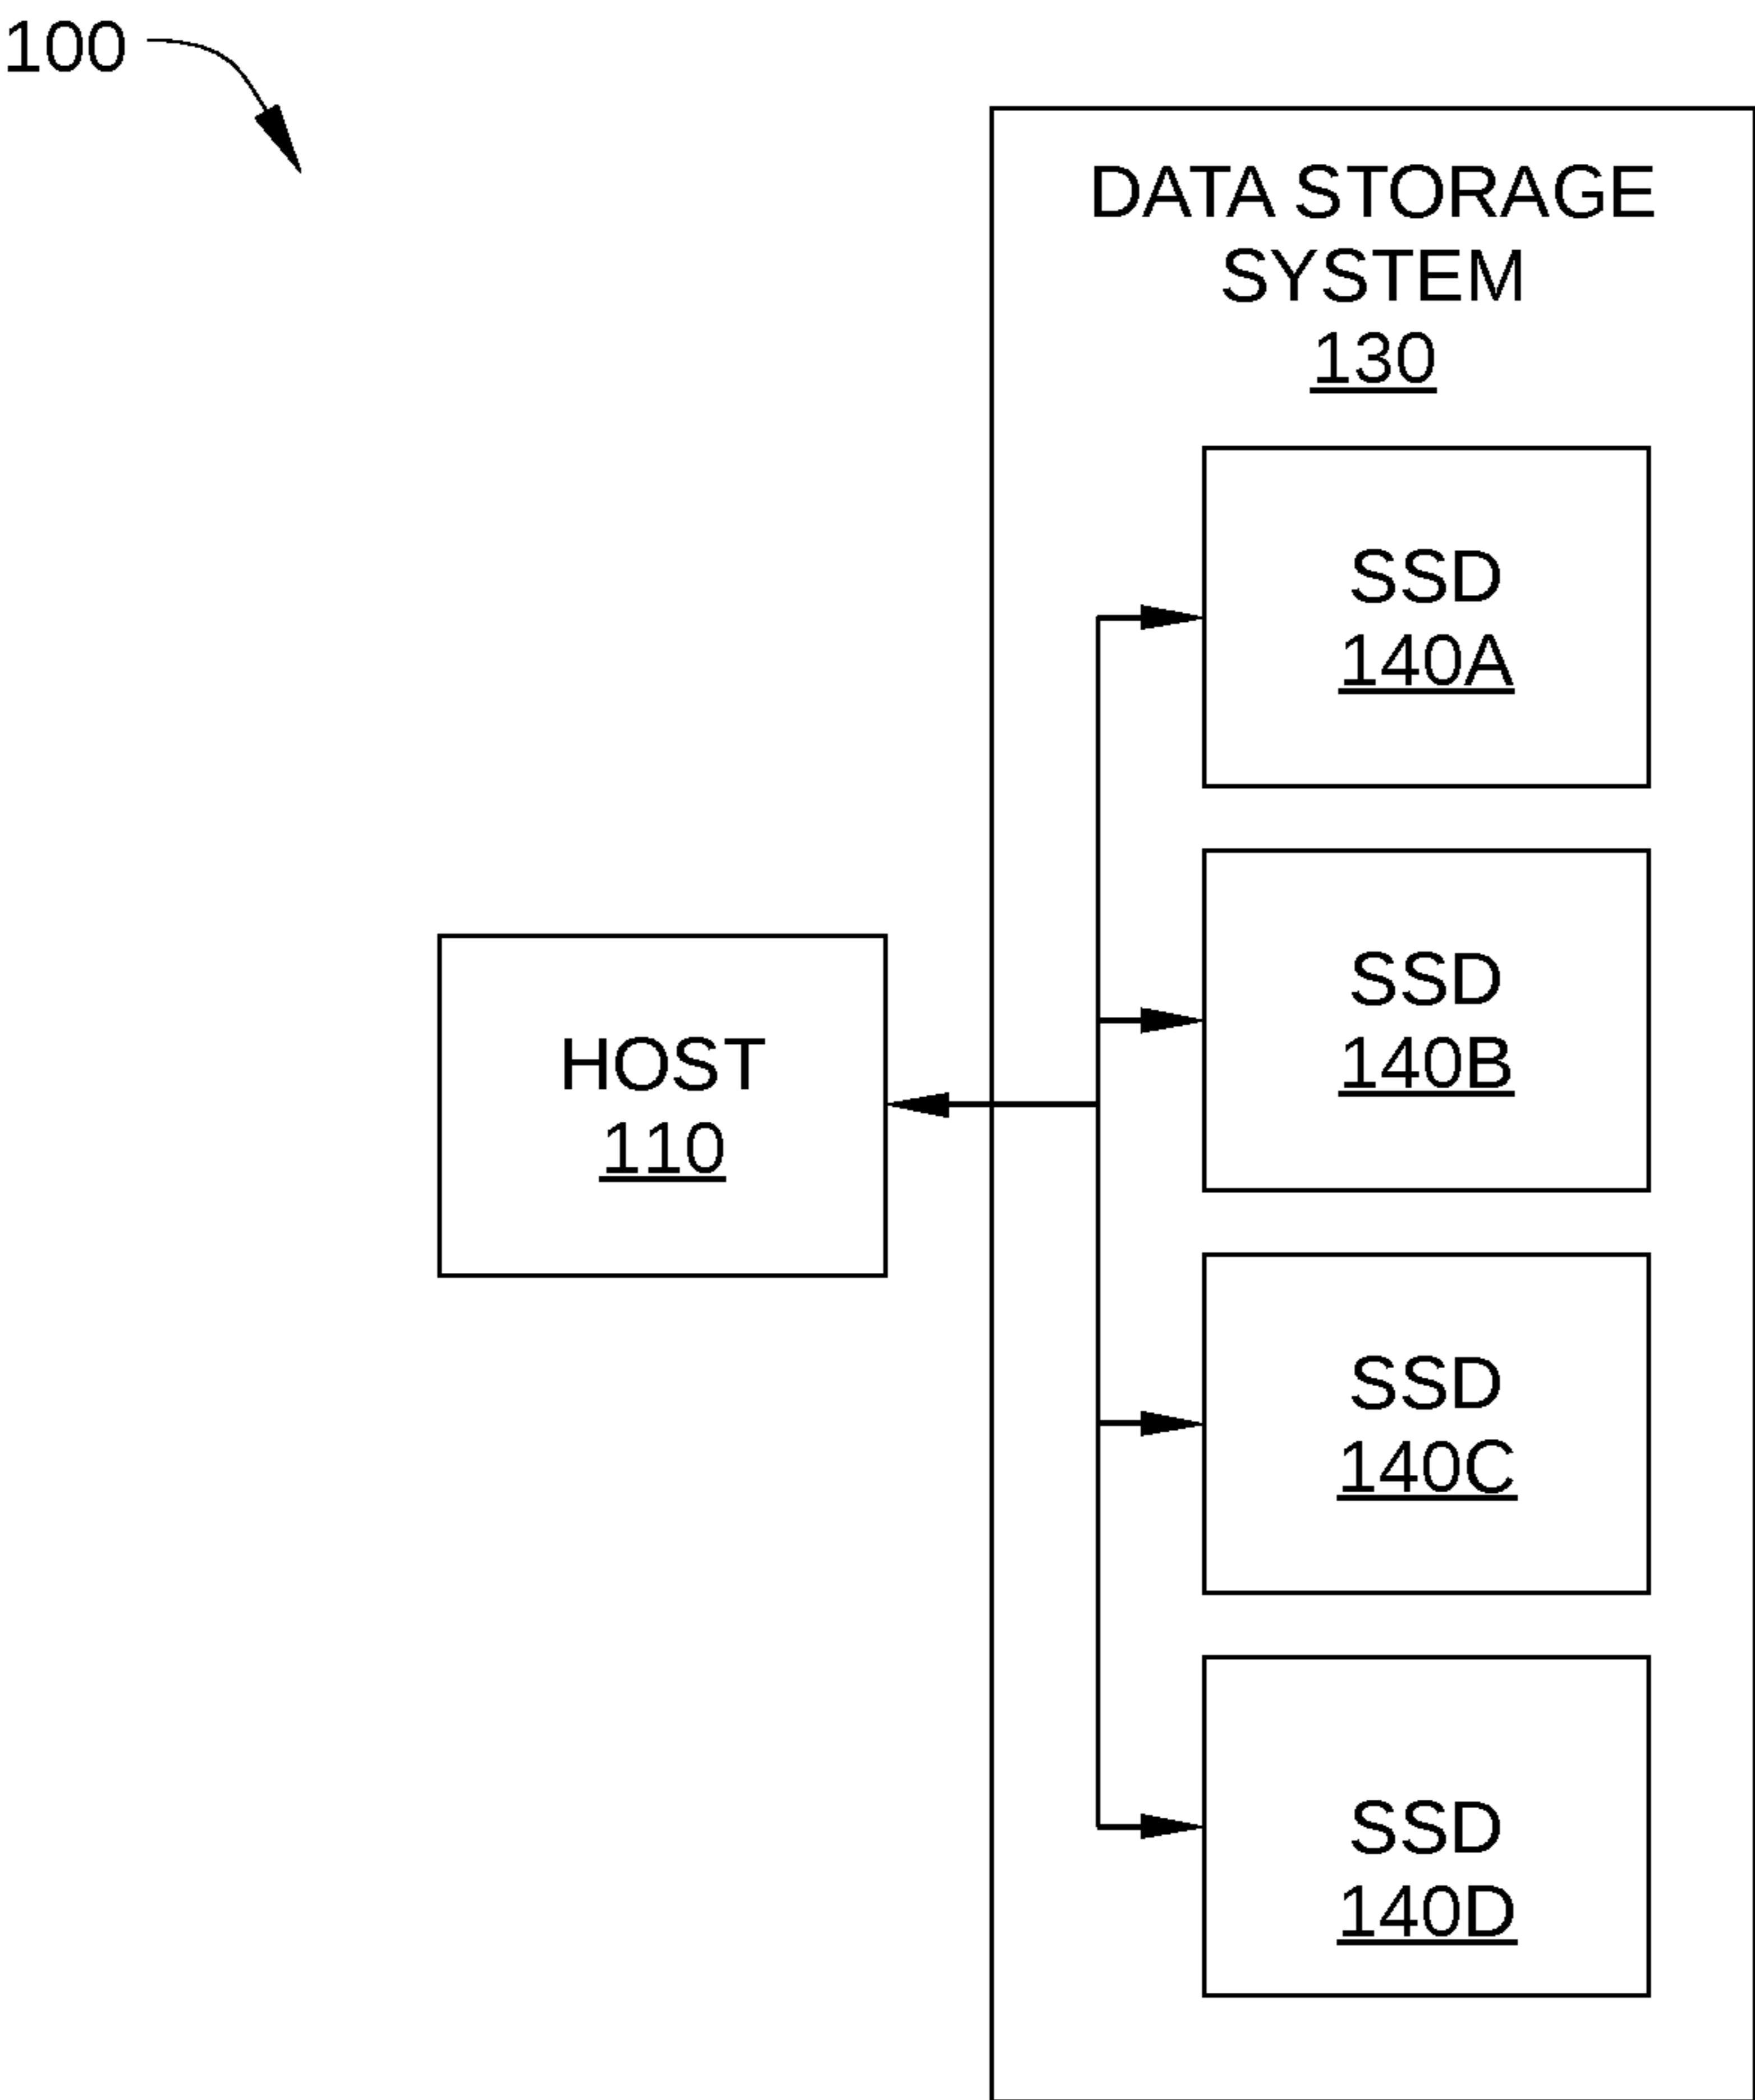 100
DATA STORAGE
SYSTEM
130
SSD
140A
SSD
140B
HOST
110
SSD
140C
SSD
140D